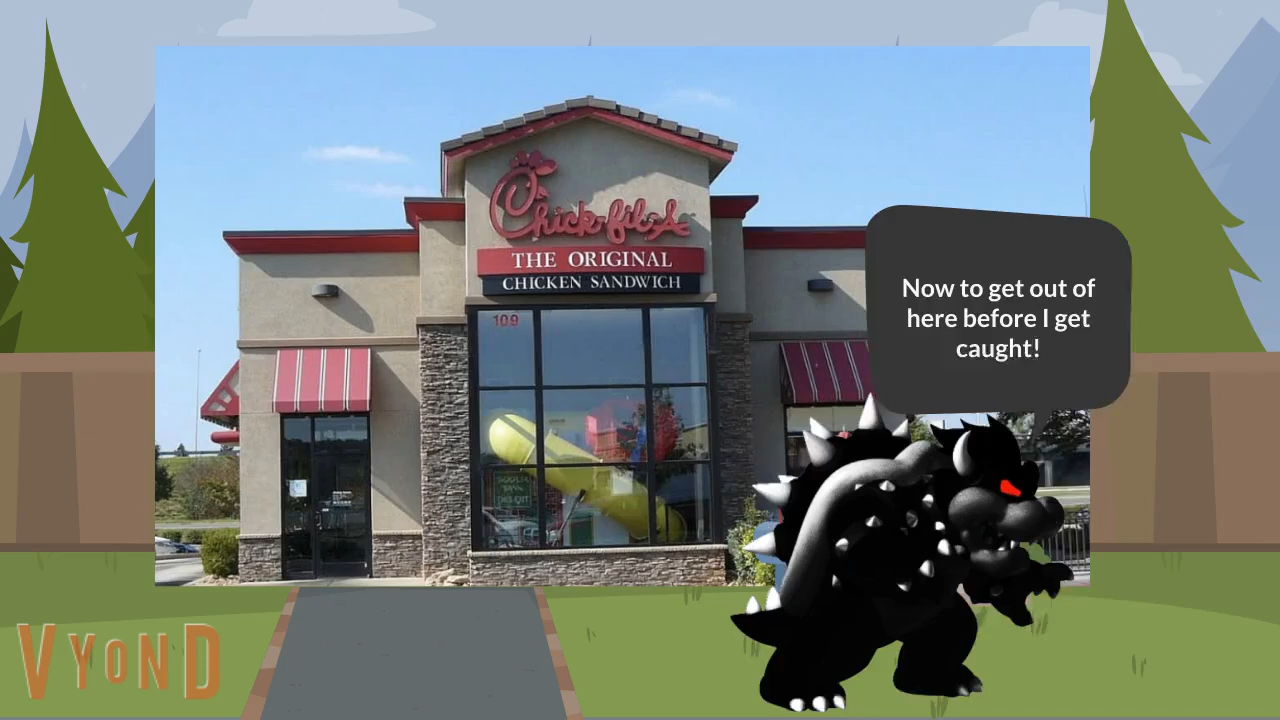 Chick-fil-A
THE ORIGINAL
CHICKEN SANDWICH
109
Now to get out of
here before I get
caught!
VYOND